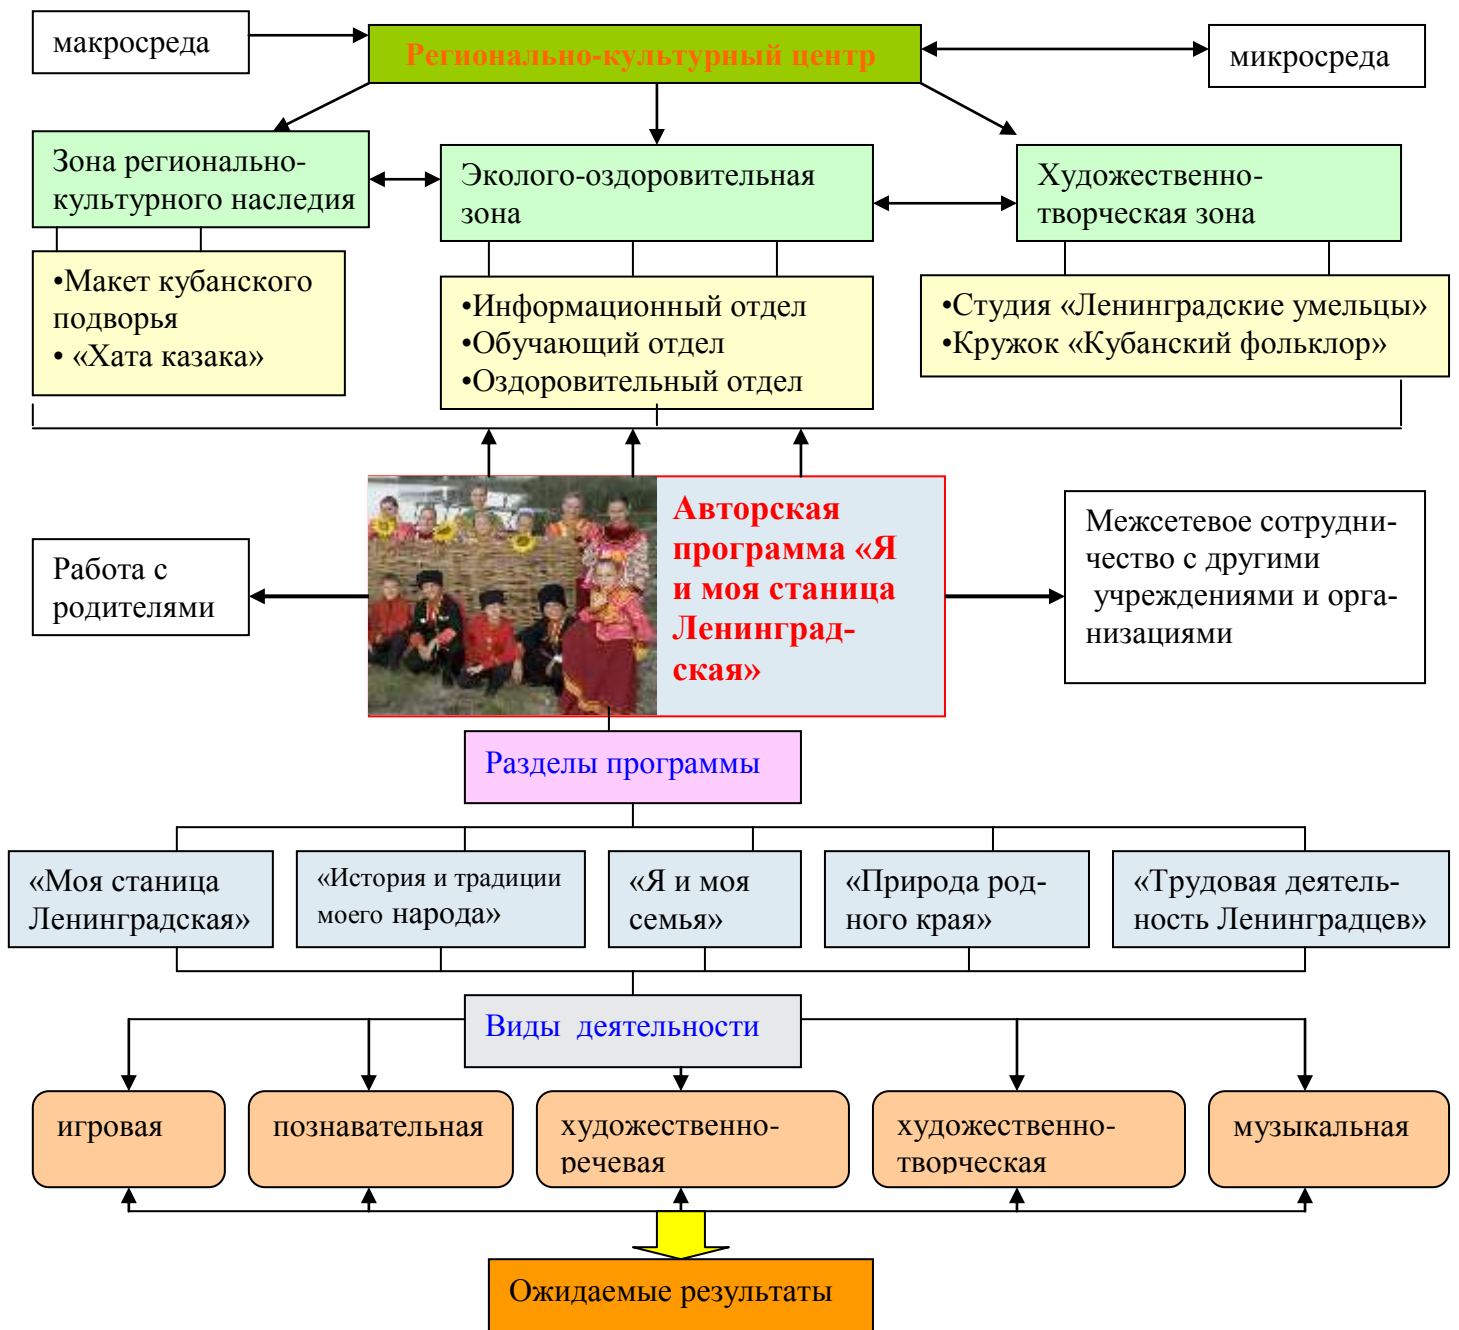 макросреда
Регионально-культурный центр
микросреда
Зона регионально-
культурного наследия
Эколого-оздоровительная
зона
Художественно-
творческая зона
•Макет кубанского
подворья
• «Хата казака»
•Информационный отдел
•Обучающий отдел
•Оздоровительный отдел
•Студия «Ленинградские умельцы»
•Кружок «Кубанский фольклор»
Работа с
родителями
Авторская
программа «Я
и моя станица
Ленинград-
ская»
Межсетевое сотрудни-
чество с другими
учреждениями и орга-
низациями
Разделы программы
«Моя станица
Ленинградская»
«История и традиции
моего народа»
«Я и моя
семья»
«Природа род-
ного края»
«Трудовая деятель-
ность Ленинградцев»
Виды деятельности
игровая
познавательная
художественно-
речевая
художественно-
творческая
музыкальная
Ожидаемые результаты